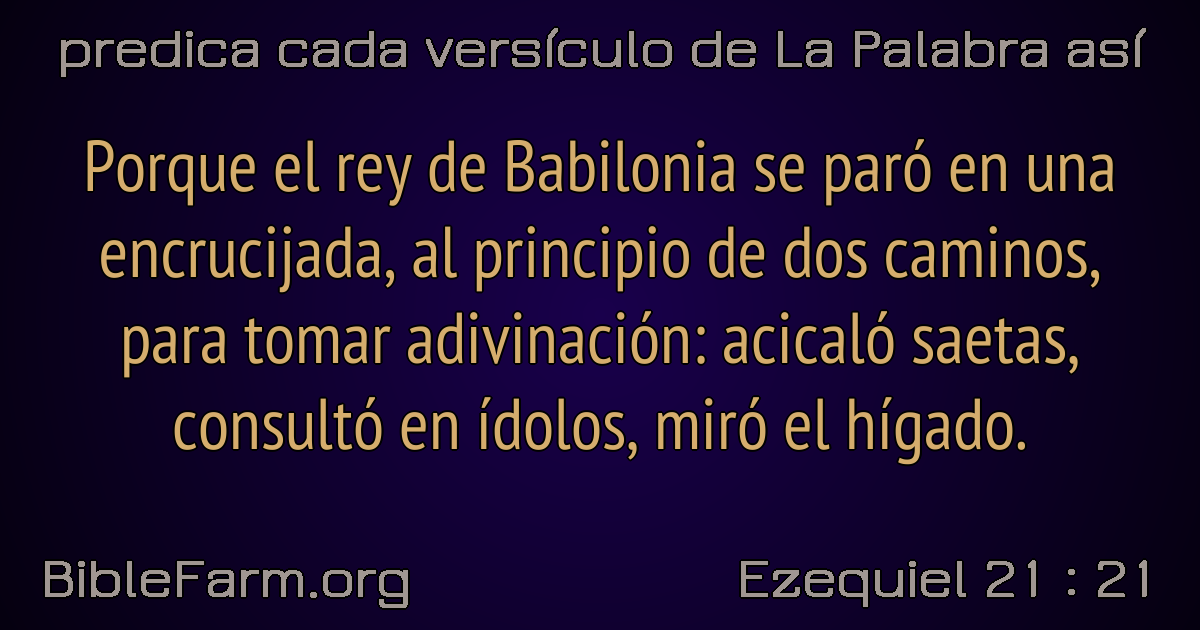 predica cada versículo de La Palabra así
Porque el rey de Babilonia se paró en una
encrucijada, al principio de dos caminos,
para tomar adivinación: acicaló saetas,
consultó en ídolos, miró el hígado.
BibleFarm.org
Ezequiel 21 : 21